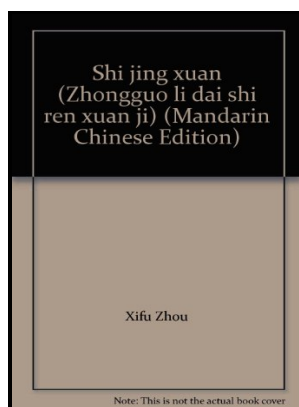 Shi jing xuan
(Zhongguo li dai shi
ren xuan ji) (Mandarin
Chinese Edition)
Xifu Zhou
Note: This is not the actual book cover